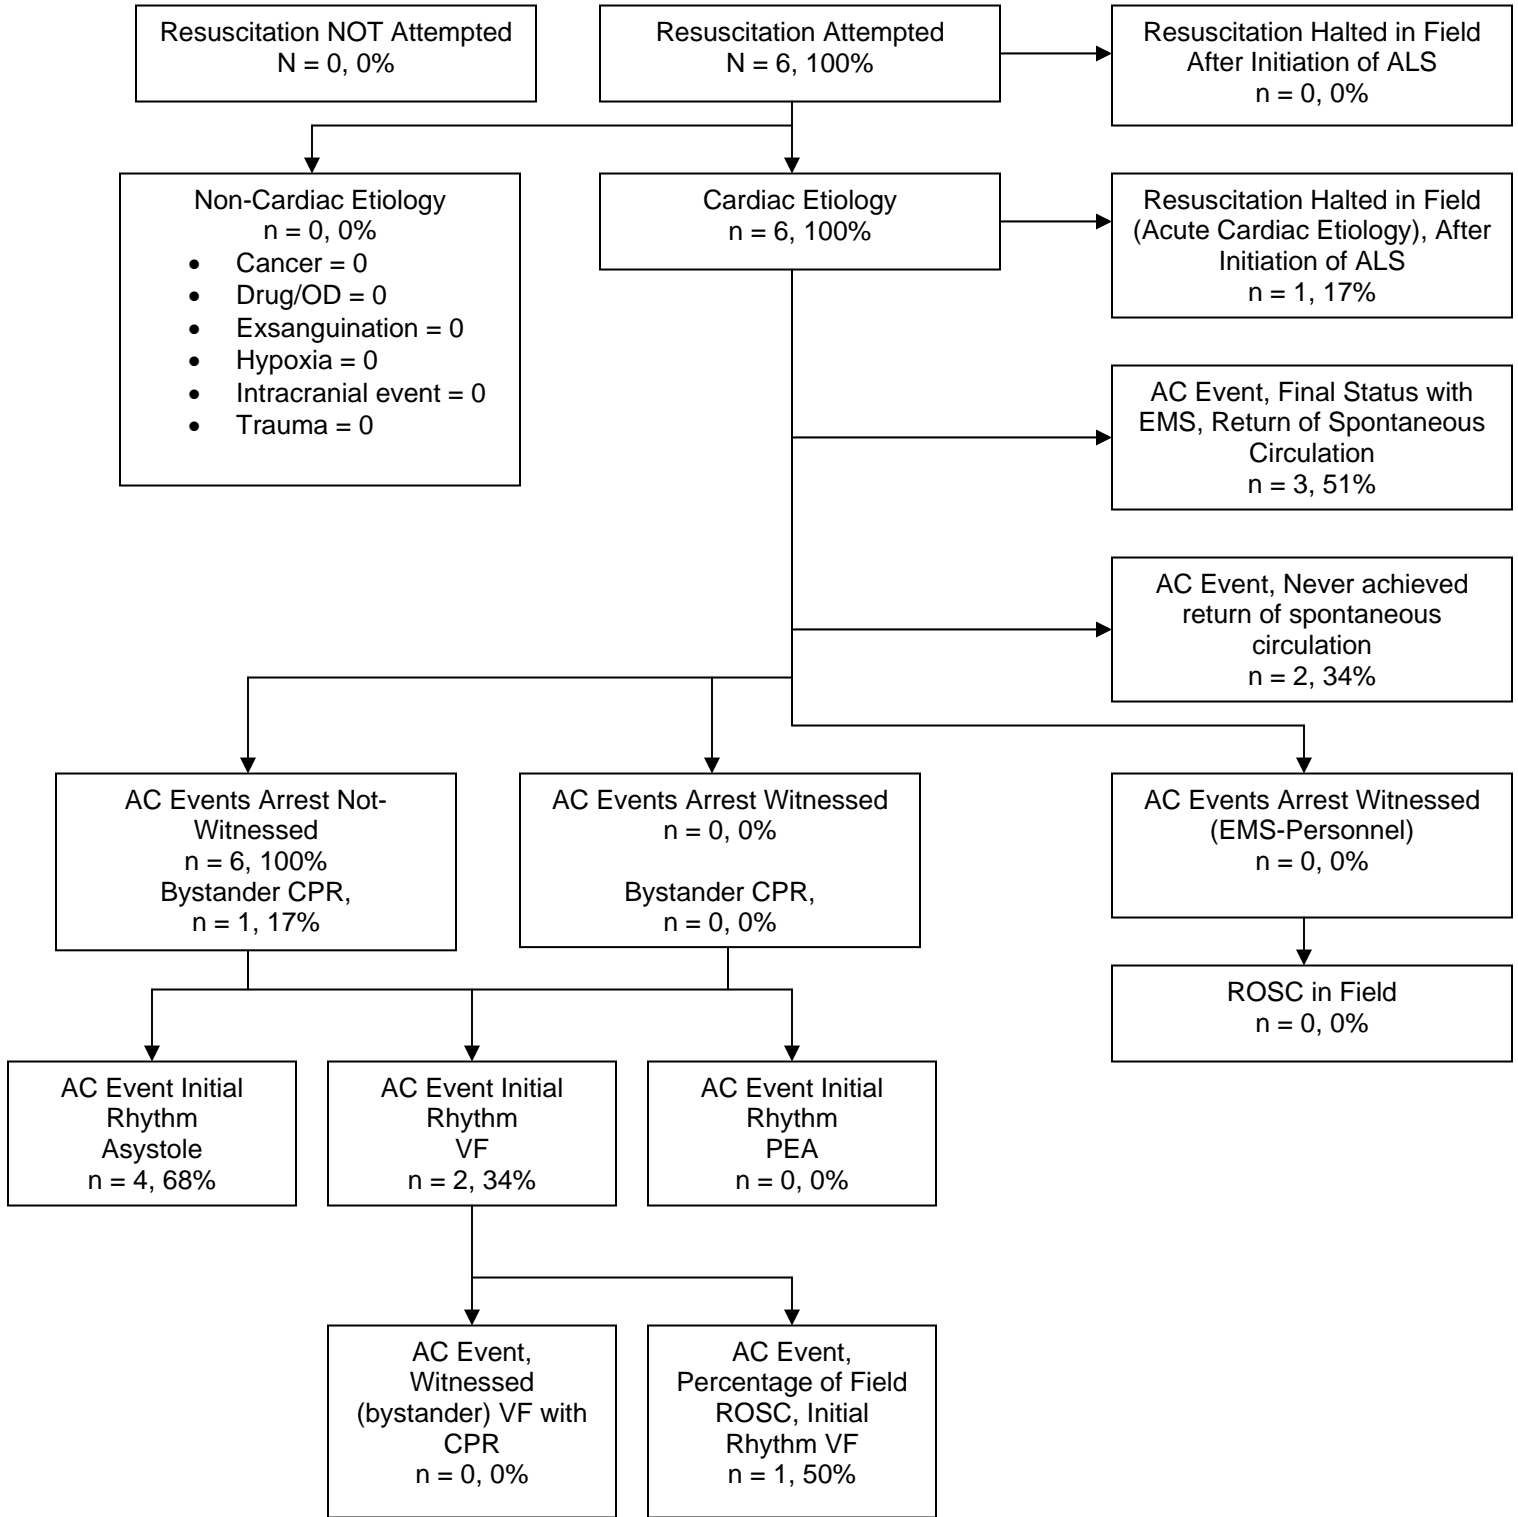 Resuscitation NOT Attempted
N = 0, 0%
Resuscitation Attempted
N = 6, 100%
Resuscitation Halted in Field
After Initiation of ALS
n = 0, 0%
Non-Cardiac Etiology
n = 0, 0%
• Cancer = 0
• Drug/OD = 0
• Exsanguination = 0
• Hypoxia = 0
• Intracranial event = 0
• Trauma = 0
Cardiac Etiology
n = 6, 100%
Resuscitation Halted in Field
(Acute Cardiac Etiology), After
Initiation of ALS
n = 1, 17%
AC Event, Final Status with
EMS, Return of Spontaneous
Circulation
n = 3, 51%
AC Event, Never achieved
return of spontaneous
circulation
n = 2, 34%
AC Events Arrest Not-
Witnessed
n = 6, 100%
Bystander CPR,
n = 1, 17%
AC Events Arrest Witnessed
n = 0, 0%
Bystander CPR,
n = 0, 0%
AC Events Arrest Witnessed
(EMS-Personnel)
n = 0, 0%
ROSC in Field
n = 0, 0%
AC Event Initial
Rhythm
Asystole
n = 4, 68%
AC Event Initial
Rhythm
VF
n = 2, 34%
AC Event Initial
Rhythm
PEA
n = 0, 0%
AC Event,
Witnessed
(bystander) VF with
CPR
n = 0, 0%
AC Event,
Percentage of Field
ROSC, Initial
Rhythm VF
n = 1, 50%